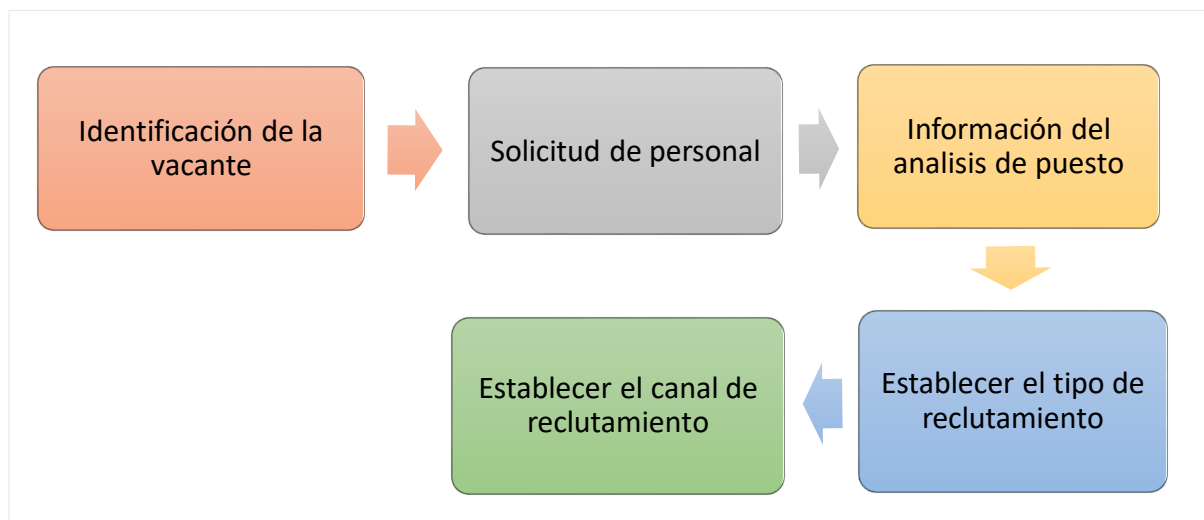 Identificación de la
vacante
Solicitud de personal
Información del
analisis de puesto
Establecer el tipo de
reclutamiento
Establecer el canal de
reclutamiento